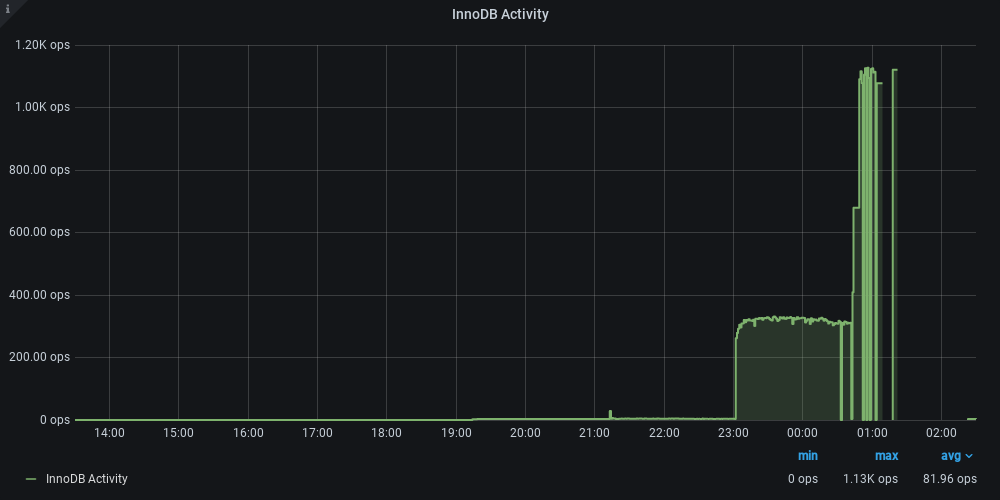 i
InnoDB Activity
1.20K ops
1.00K ops
800.00 ops
600.00 ops
400.00 ops
200.00 ops
0 ops
14:00 15:00 16:00 17:00 18:00 19:00 20:00 21:00 22:00 23:00 00:00 01:00 02:00
min max avg
InnoDB Activity 0 ops 1.13K ops 81.96 ops